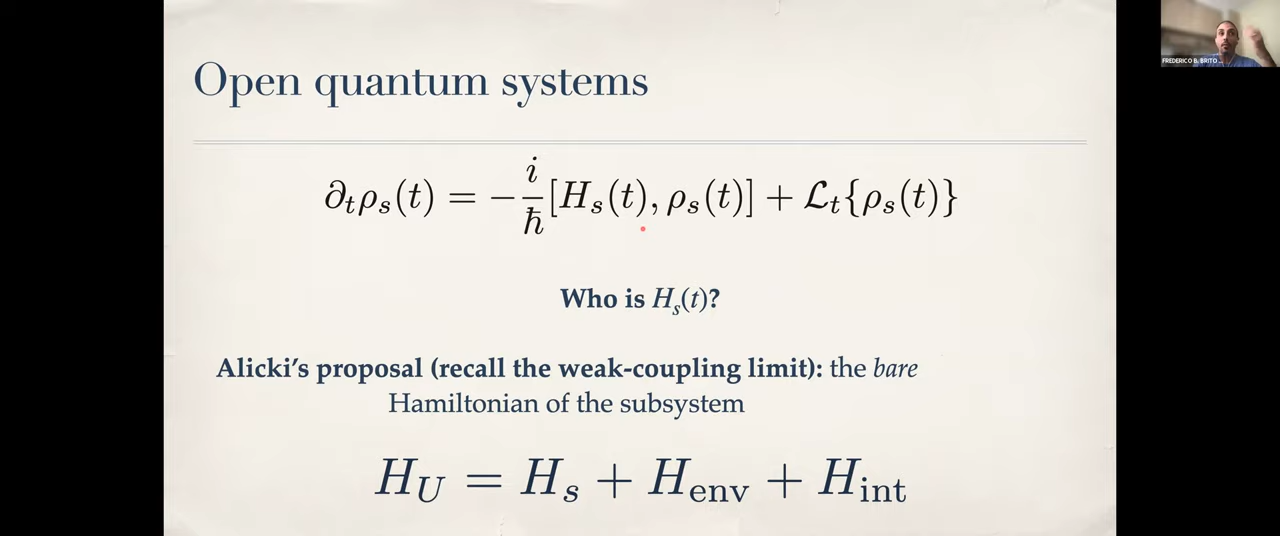 Open quantum systems
∂ₜρₛ(t) = −i/ħ[Hₛ(t), ρₛ(t)] + ℒₜ{ρₛ(t)}
Who is Hₛ(t)?
Alicki’s proposal (recall the weak-coupling limit): the bare
Hamiltonian of the subsystem
H_U = Hₛ + H_env + H_int
FREDERICO B. BRITO ...